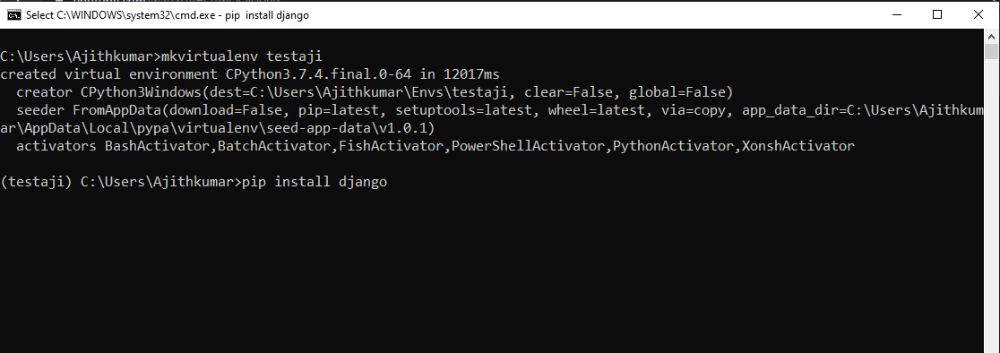 Select C:\WINDOWS\system32\cmd.exe - pip  install django
C:\Users\Ajithkumar>mkvirtualenv testaji
created virtual environment CPython3.7.4.final.0-64 in 12017ms
  creator CPython3Windows(dest=C:\Users\Ajithkumar\Envs\testaji, clear=False, global=False)
  seeder FromAppData(download=False, pip=latest, setuptools=latest, wheel=latest, via=copy, app_data_dir=C:\Users\Ajithkum
ar\AppData\Local\pypa\virtualenv\seed-app-data\v1.0.1)
  activators BashActivator,BatchActivator,FishActivator,PowerShellActivator,PythonActivator,XonshActivator
(testaji) C:\Users\Ajithkumar>pip install django